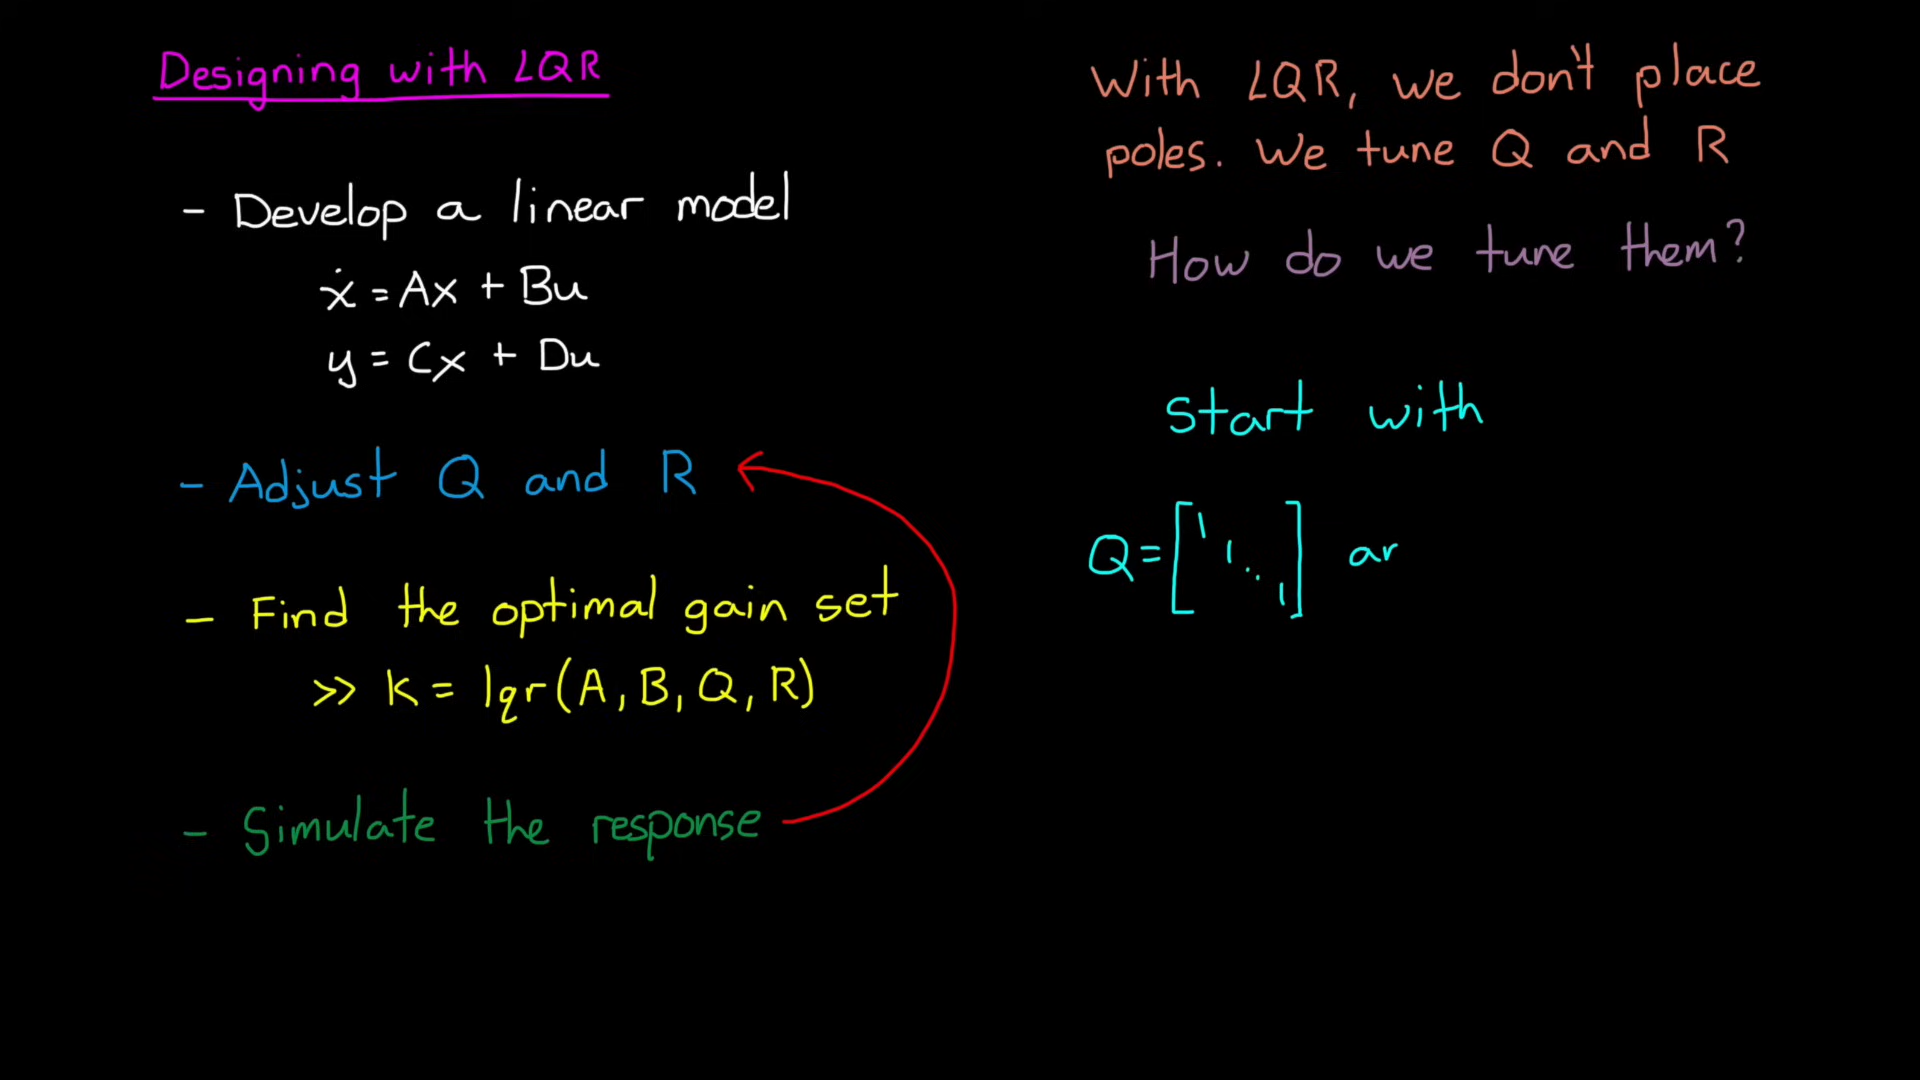 Designing with LQR
- Develop a linear model
ẋ = Ax + Bu
y = Cx + Du
- Adjust Q and R
- Find the optimal gain set
>> K = lqr(A, B, Q, R)
- Simulate the response
With LQR, we don't place
poles. We tune Q and R
How do we tune them?
Start with
Q = [1 1 ⋱ 1] ar